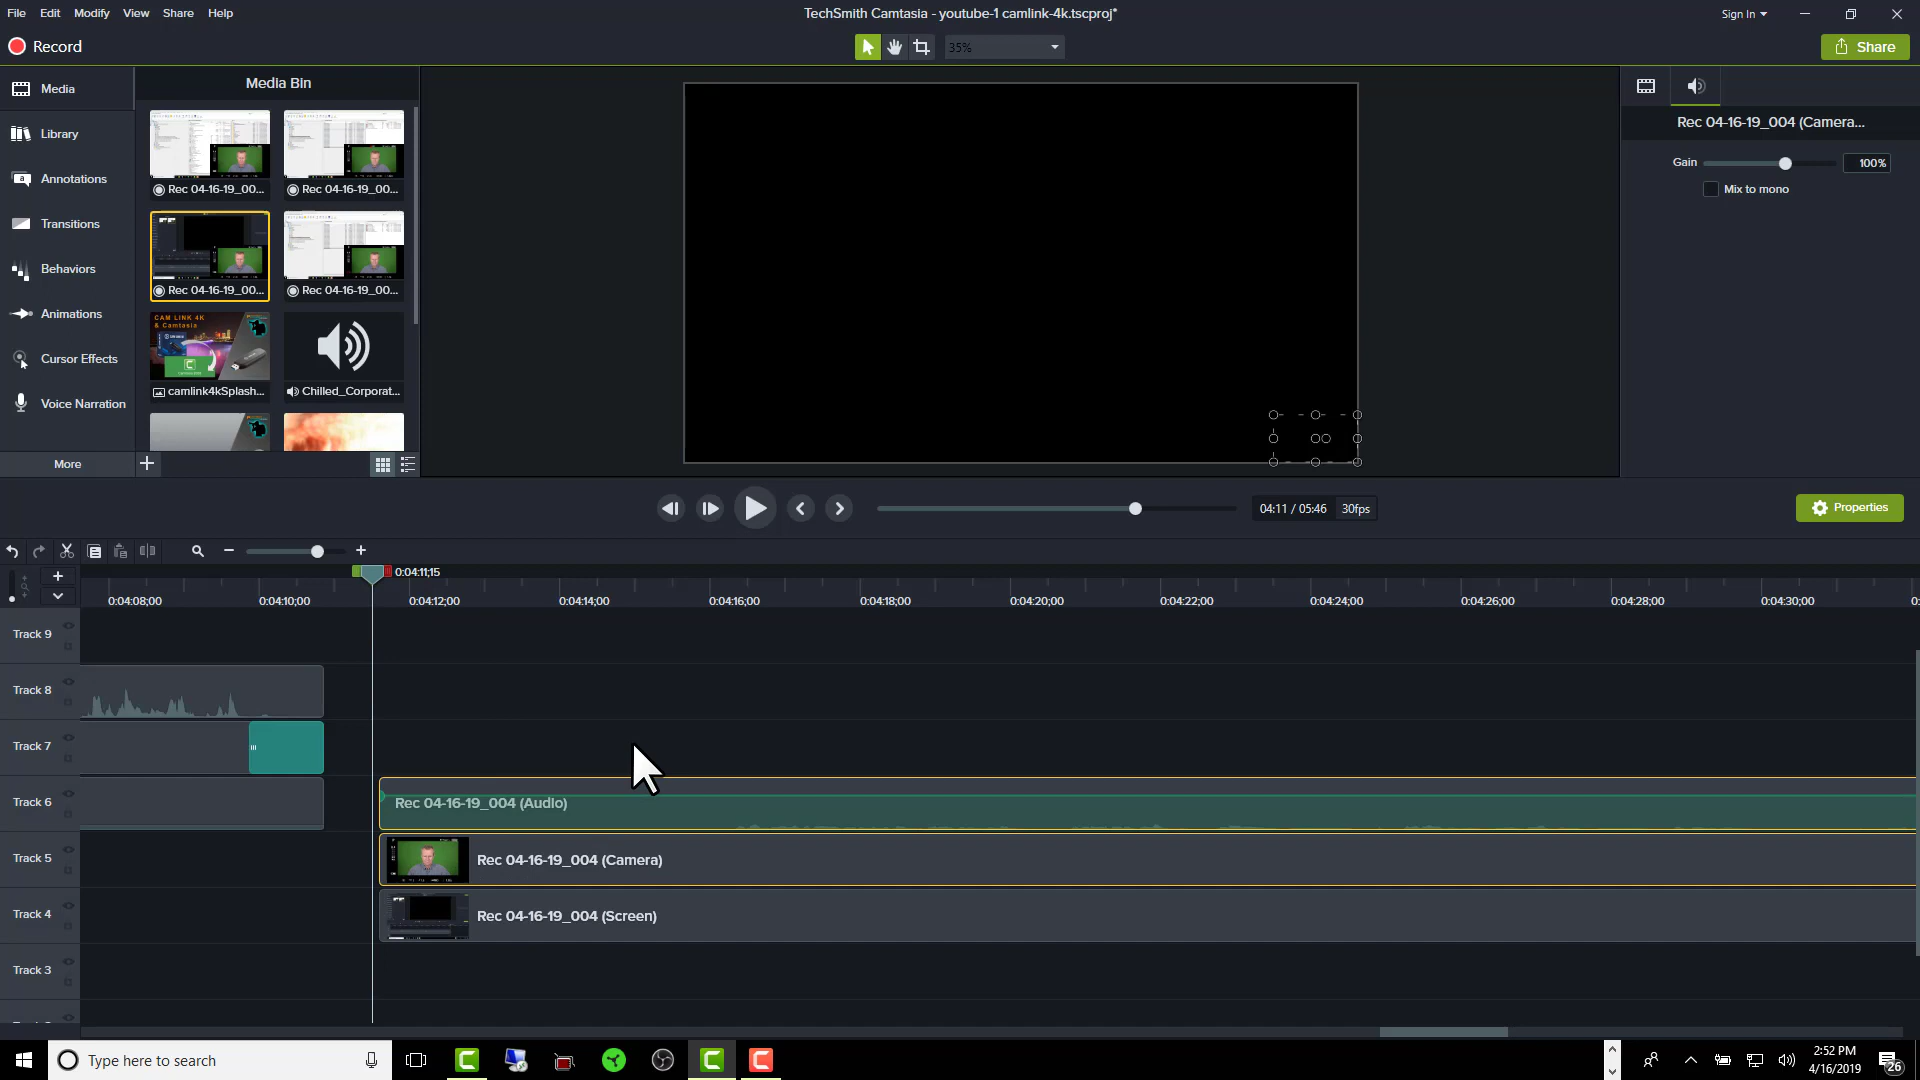 File Edit Modify View Share Help
TechSmith Camtasia - youtube-1 camlink-4k.tscproj*
Sign In
Record
35%
Share
Media
Library
Annotations
Transitions
Behaviors
Animations
Cursor Effects
Voice Narration
More
Media Bin
Rec 04-16-19_00...
Rec 04-16-19_00...
Rec 04-16-19_00...
Rec 04-16-19_00...
CAM LINK 4K
& Camtasia
camlink4kSplash...
Chilled_Corporat...
Rec 04-16-19_004 (Camera...
Gain
100%
Mix to mono
04:11 / 05:46 30fps
Properties
0:04:11;15
0:04:08;00 0:04:10;00 0:04:12;00 0:04:14;00 0:04:16;00 0:04:18;00 0:04:20;00 0:04:22;00 0:04:24;00 0:04:26;00 0:04:28;00 0:04:30;00
Track 9
Track 8
Track 7
Track 6
Rec 04-16-19_004 (Audio)
Track 5
Rec 04-16-19_004 (Camera)
Track 4
Rec 04-16-19_004 (Screen)
Track 3
Type here to search
2:52 PM
4/16/2019
26